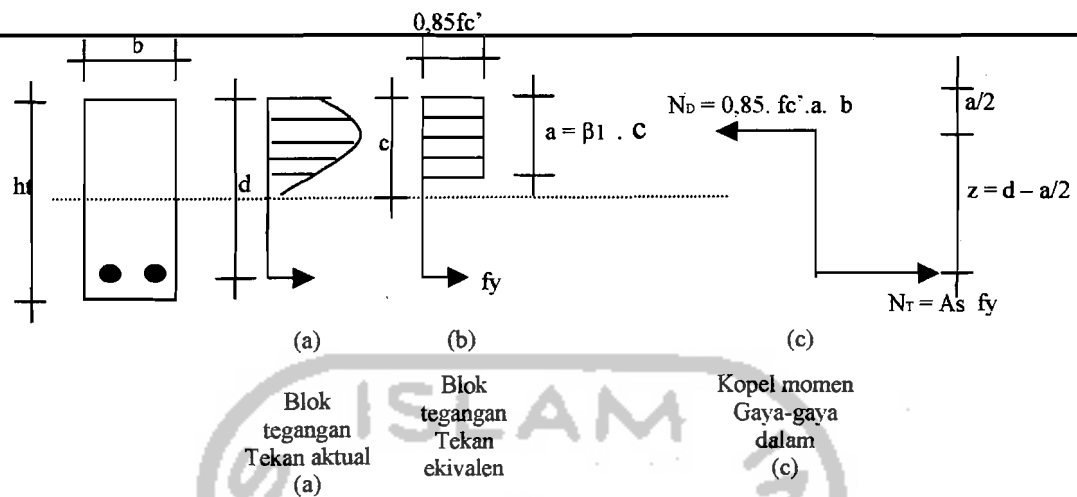 0,85fc'
b
ht
d
c
a = β1 . C
fy
N_D = 0,85. fc'.a. b
a/2
z = d – a/2
N_T = As fy
(a)
(b)
(c)
Blok
tegangan
Tekan aktual
(a)
Blok
tegangan
Tekan
ekivalen
Kopel momen
Gaya-gaya
dalam
(c)
ISLAM